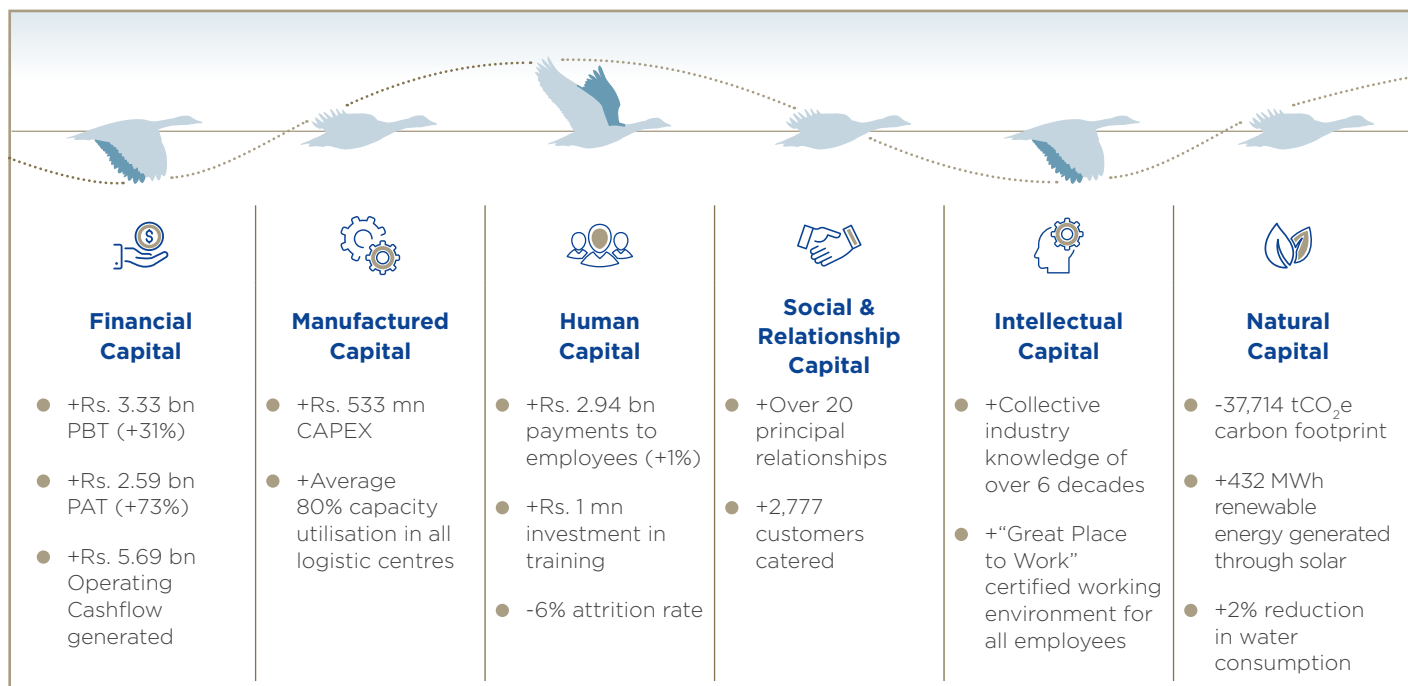 $
Financial
Capital
+Rs. 3.33 bn
PBT (+31%)
+Rs. 2.59 bn
PAT (+73%)
+Rs. 5.69 bn
Operating
Cashflow
generated
Manufactured
Capital
+Rs. 533 mn
CAPEX
+Average
80% capacity
utilisation in all
logistic centres
Human
Capital
+Rs. 2.94 bn
payments to
employees (+1%)
+Rs. 1 mn
investment in
training
-6% attrition rate
Social &
Relationship
Capital
+Over 20
principal
relationships
+2,777
customers
catered
Intellectual
Capital
+Collective
industry
knowledge of
over 6 decades
+“Great Place
to Work”
certified working
environment for
all employees
Natural
Capital
-37,714 tCO₂e
carbon footprint
+432 MWh
renewable
energy generated
through solar
+2% reduction
in water
consumption